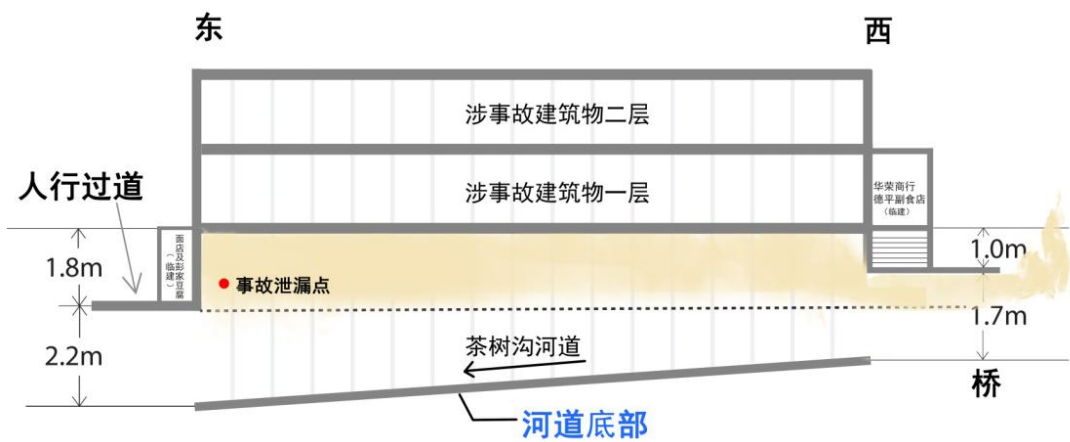 东
西
涉事故建筑物二层
涉事故建筑物一层
华荣商行
德平副食店
（临建）
人行过道
面店及彭家豆腐
（临建）
1.8m
1.0m
事故泄漏点
1.7m
2.2m
茶树沟河道
桥
河道底部